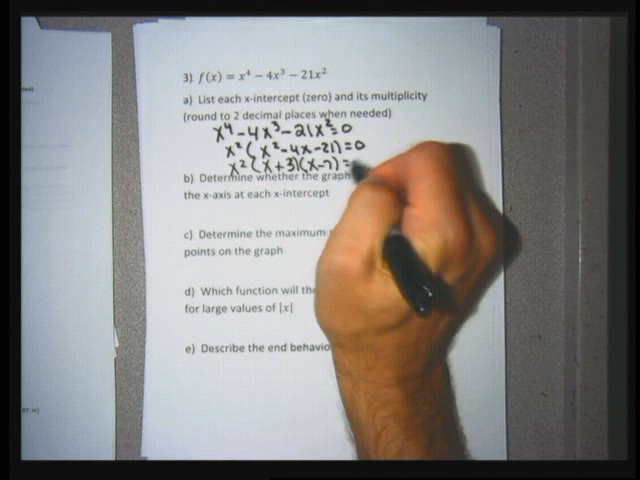 3) f(x) = x⁴ − 4x³ − 21x²
a) List each x-intercept (zero) and its multiplicity
(round to 2 decimal places when needed)
x⁴ - 4x³ - 21x² = 0
x² ( x² - 4x - 21) = 0
x² ( x + 3)(x - 7) =
b) Determine whether the graph
the x-axis at each x-intercept
c) Determine the maximum
points on the graph
d) Which function will the
for large values of |x|
e) Describe the end behavio